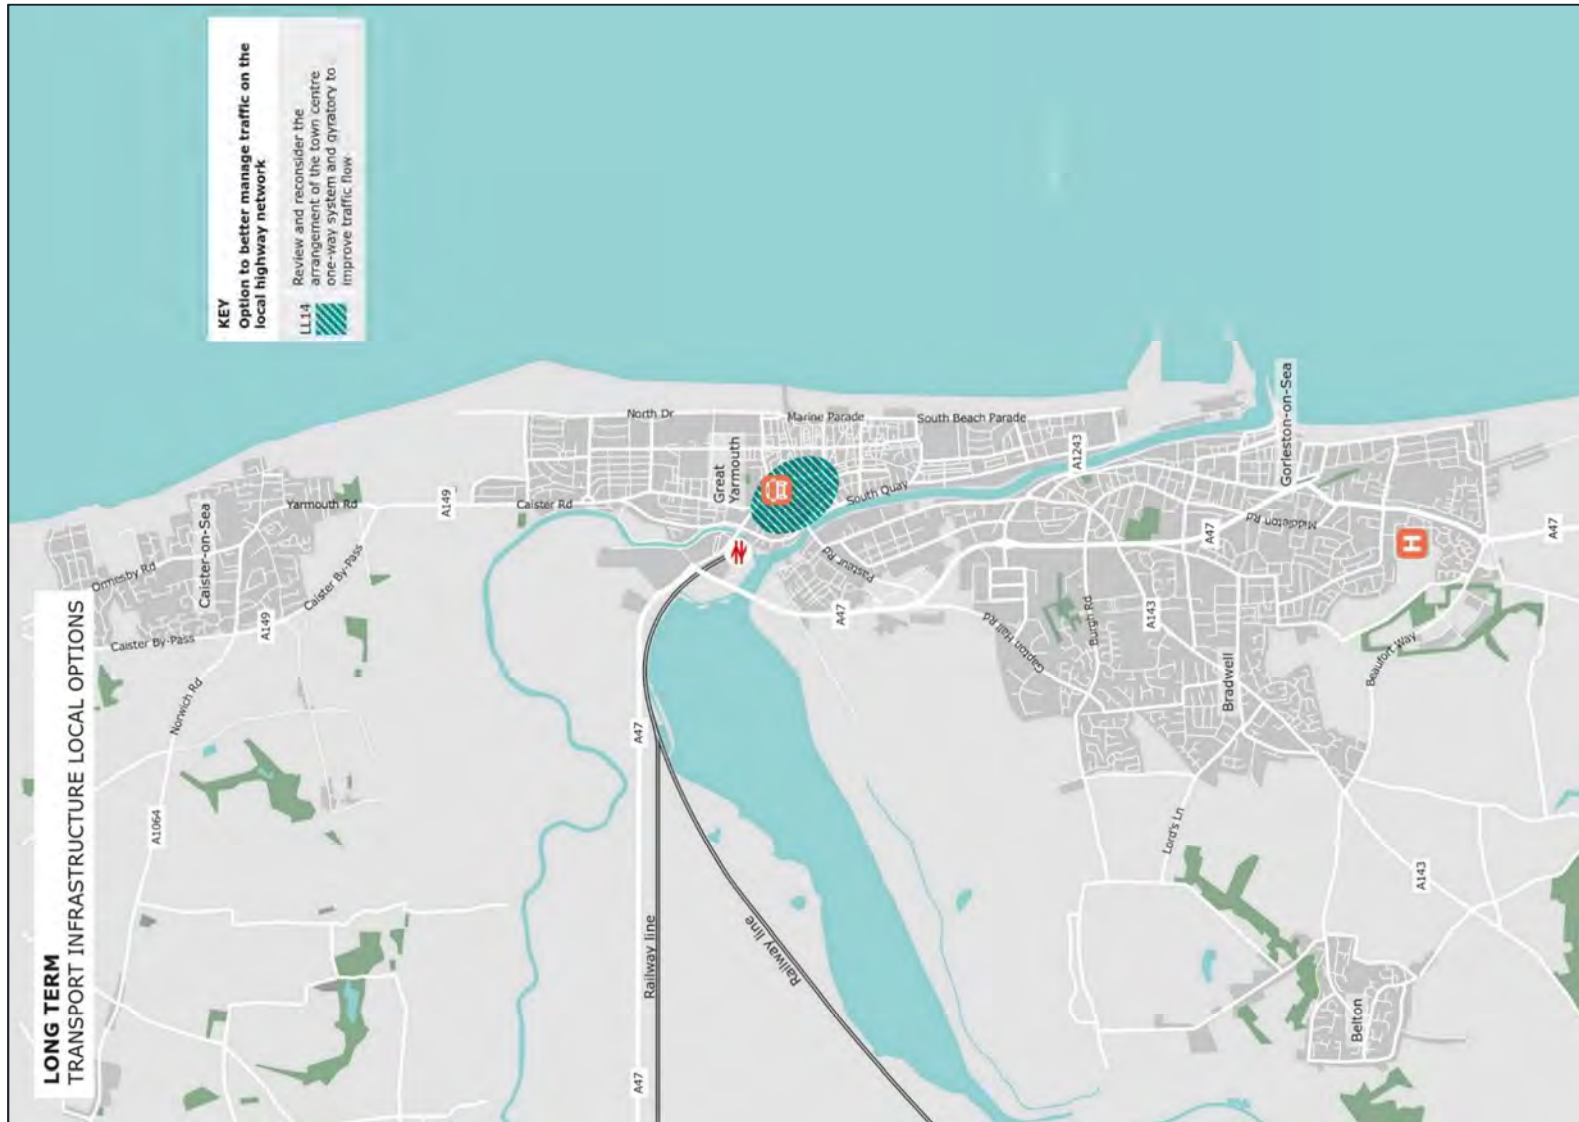 LONG TERM
TRANSPORT INFRASTRUCTURE LOCAL OPTIONS
KEY
Option to better manage traffic on the
local highway network
LL14
Review and reconsider the
arrangement of the town centre
one-way system and gyratory to
improve traffic flow
Ormesby Rd
Caister-on-Sea
Yarmouth Rd
Caister By-Pass
Caister By-Pass
A149
A149
Norwich Rd
A1064
Caister Rd
North Dr
Marine Parade
South Beach Parade
Great
Yarmouth
South Quay
A1243
Gorleston-on-Sea
Pasteur Rd
Middleton Rd
A47
A47
H
A47
Gapton Hall Rd
Burgh Rd
A143
Bradwell
Beaufort Way
A47
Lord's Ln
A143
Railway line
Railway line
A47
Belton